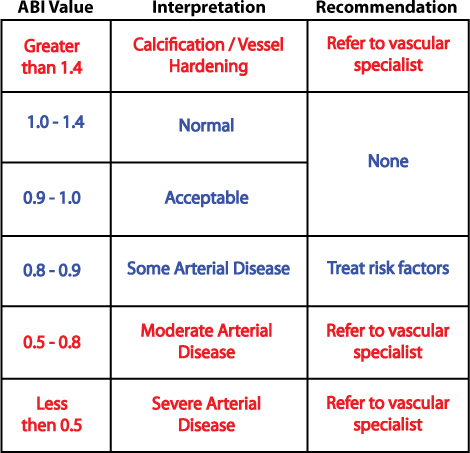 ABI Value Interpretation Recommendation
Greater than 1.4 Calcification / Vessel Hardening Refer to vascular specialist
1.0 - 1.4 Normal None
0.9 - 1.0 Acceptable
0.8 - 0.9 Some Arterial Disease Treat risk factors
0.5 - 0.8 Moderate Arterial Disease Refer to vascular specialist
Less then 0.5 Severe Arterial Disease Refer to vascular specialist